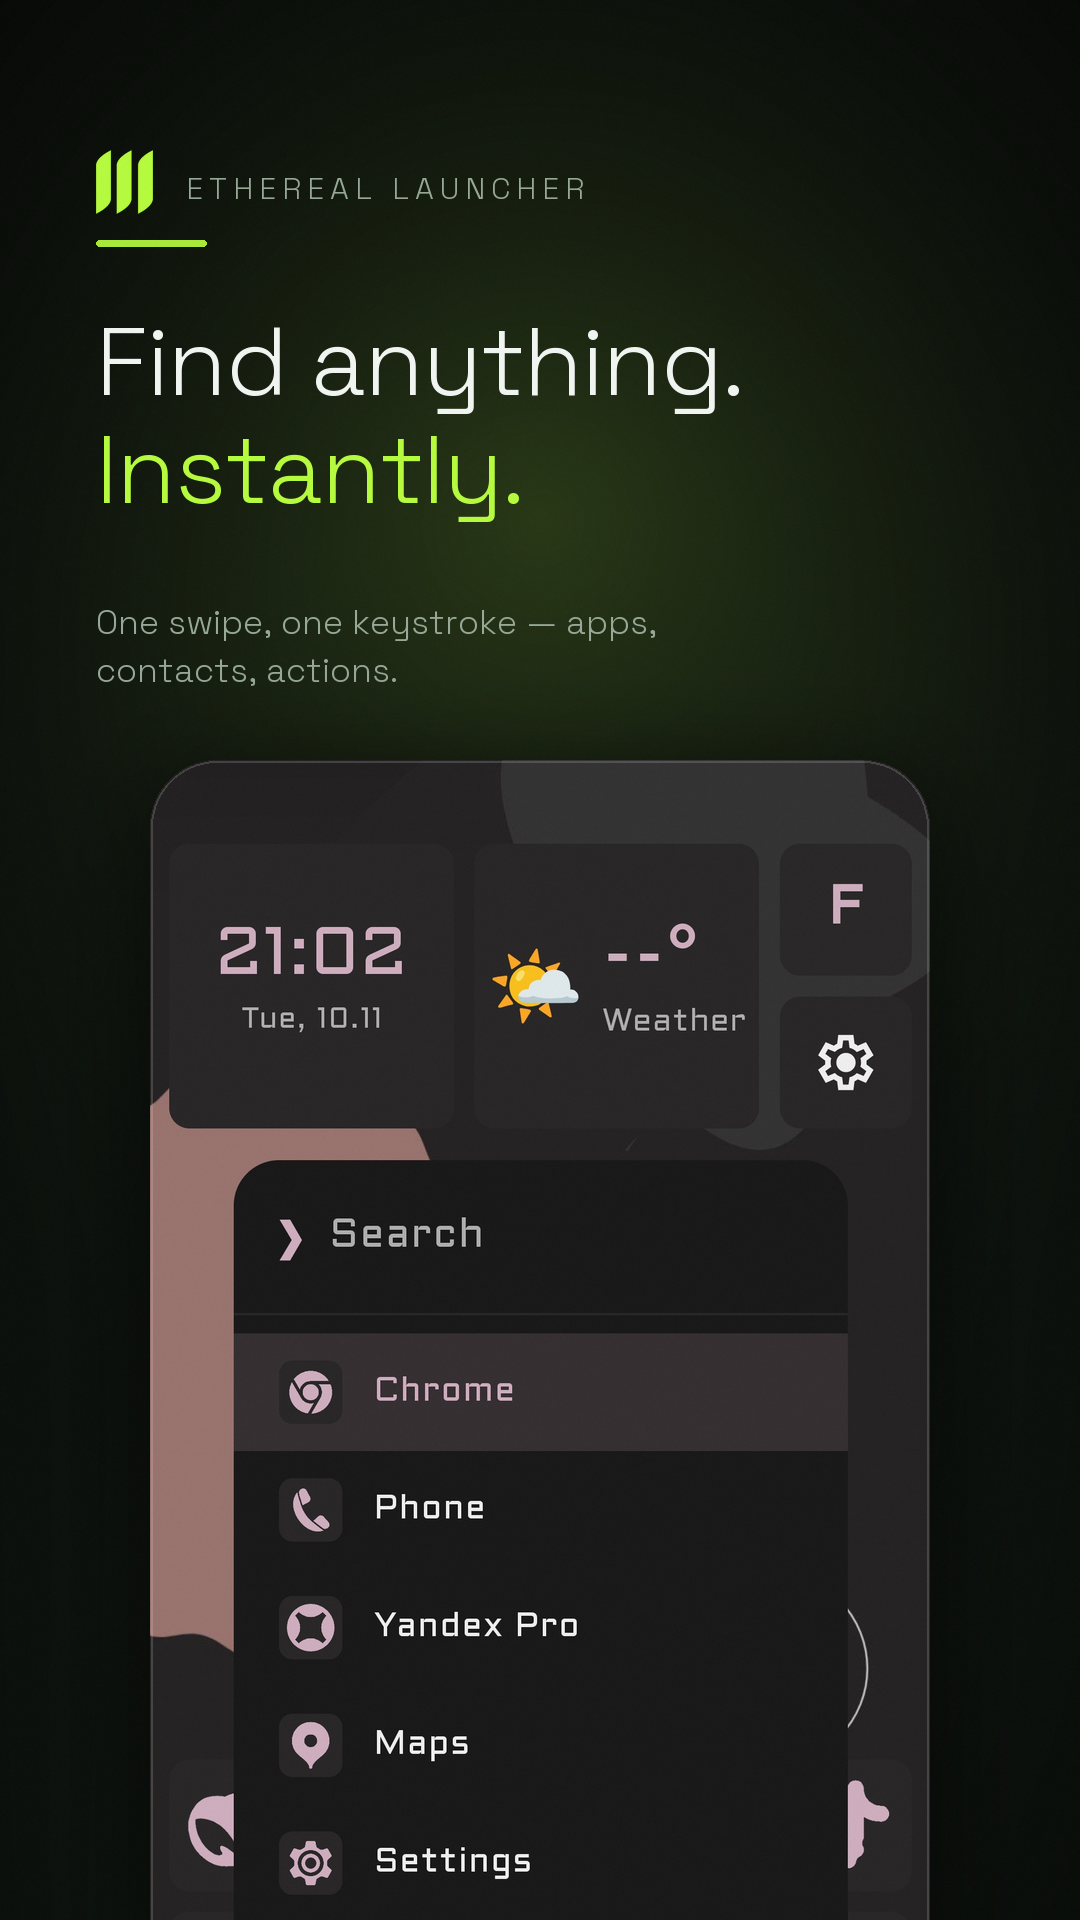 ETHEREAL LAUNCHER
Find anything.
Instantly.
One swipe, one keystroke — apps,
contacts, actions.
21:02
Tue, 10.11
--°
Weather
F
❯ Search
Chrome
Phone
Yandex Pro
Maps
Settings